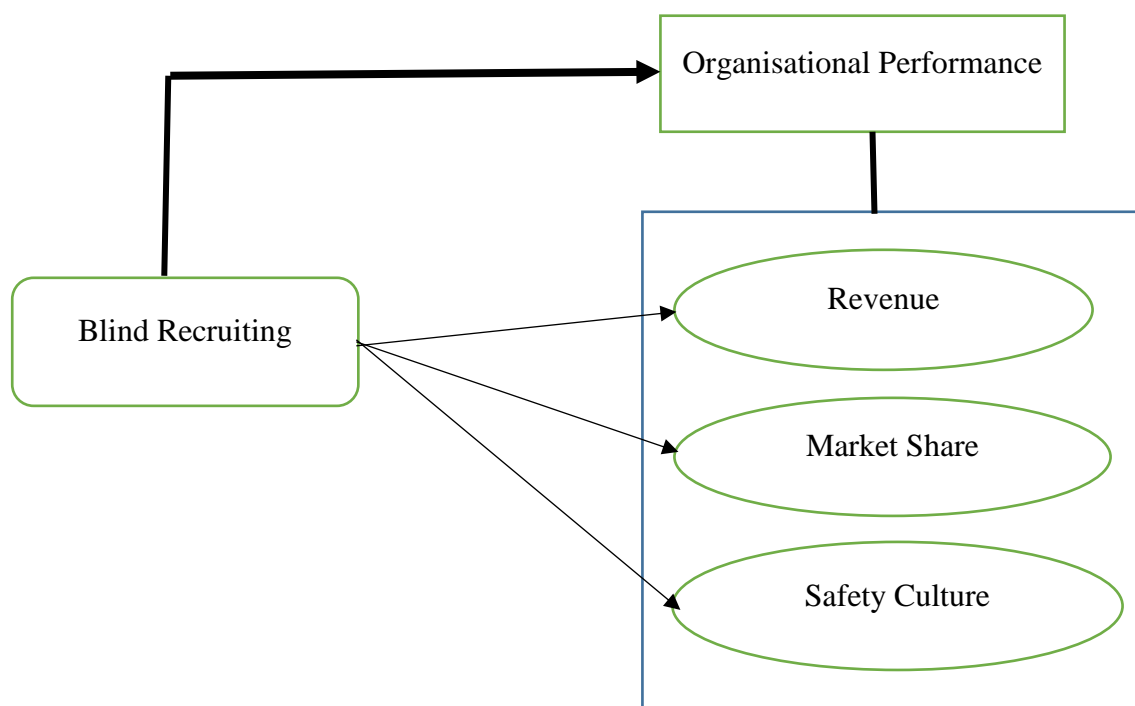 Organisational Performance
Blind Recruiting
Revenue
Market Share
Safety Culture